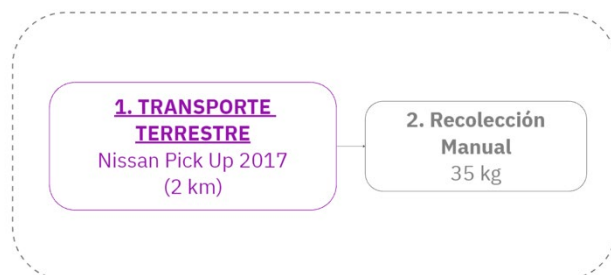 1. TRANSPORTE
TERRESTRE
Nissan Pick Up 2017
(2 km)
2. Recolección
Manual
35 kg